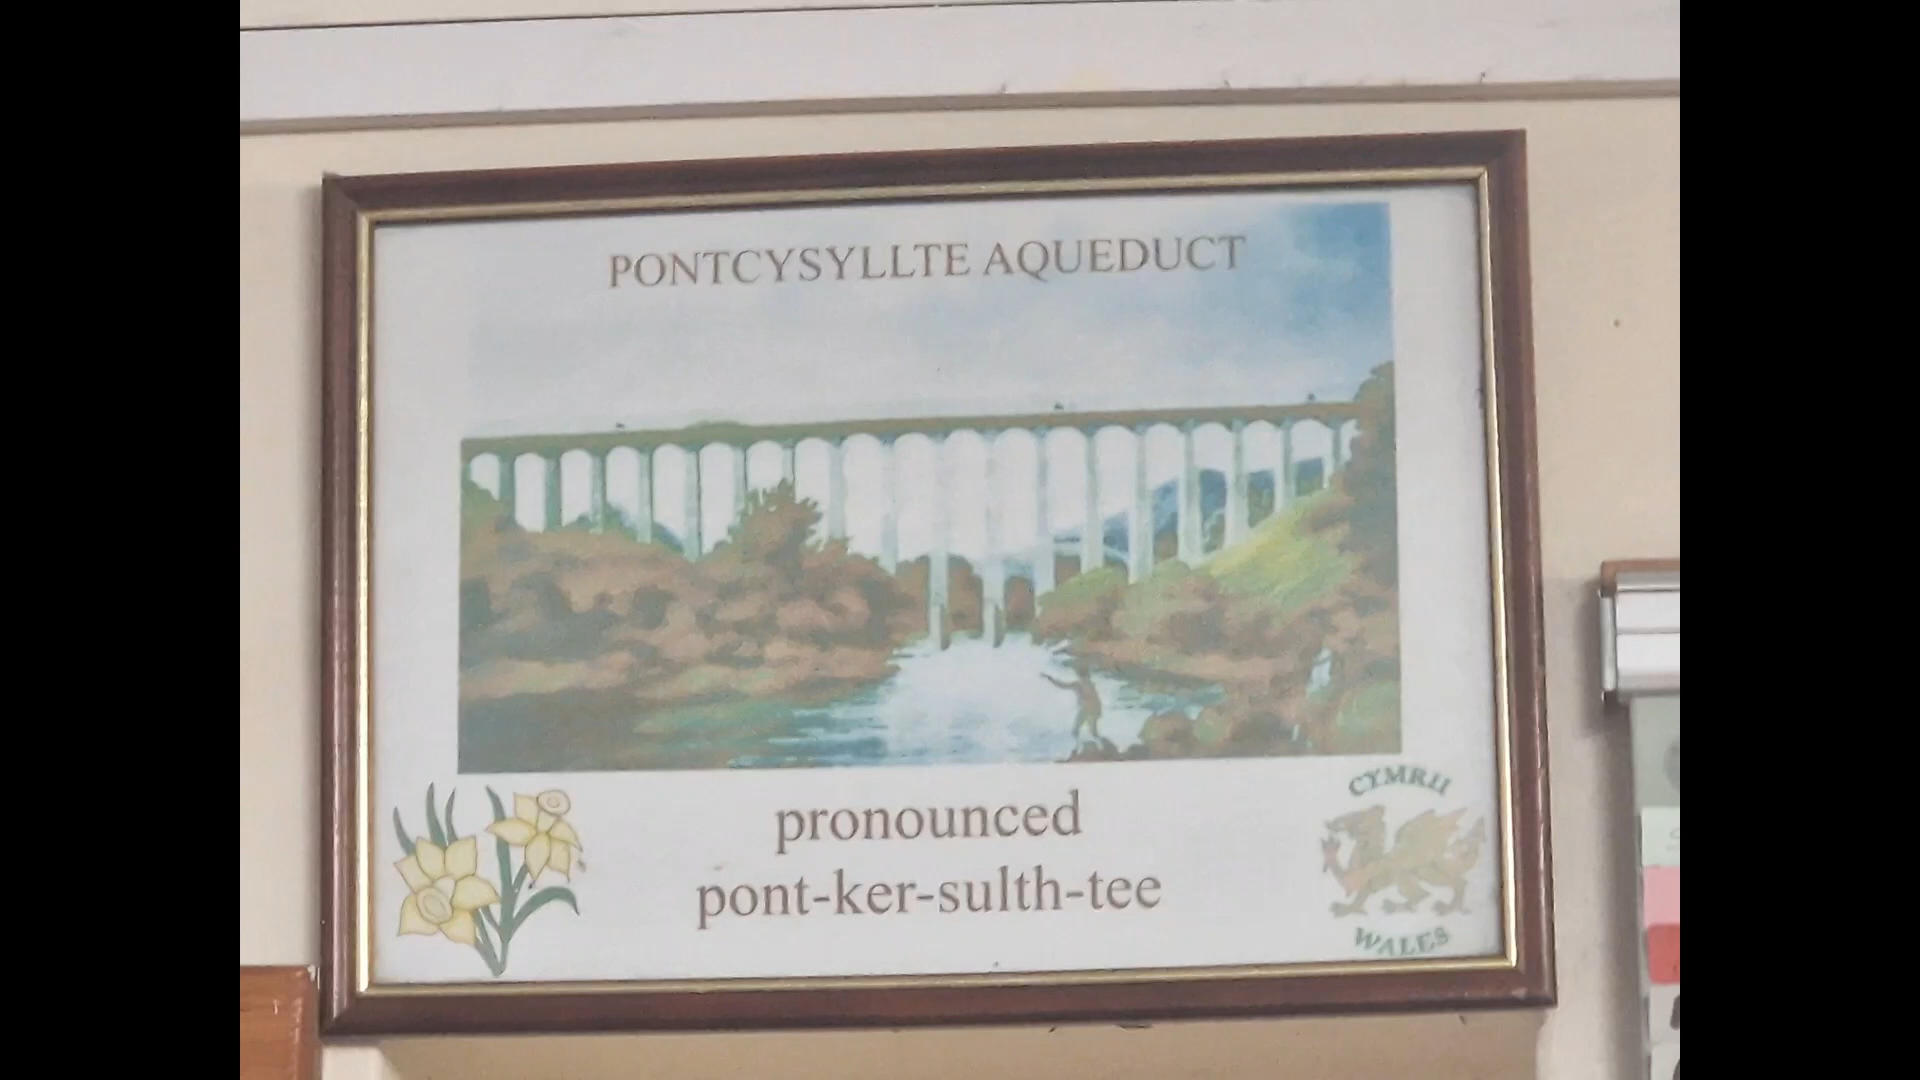 PONTCYSYLLTE AQUEDUCT
pronounced
pont-ker-sulth-tee
CYMRU
WALES